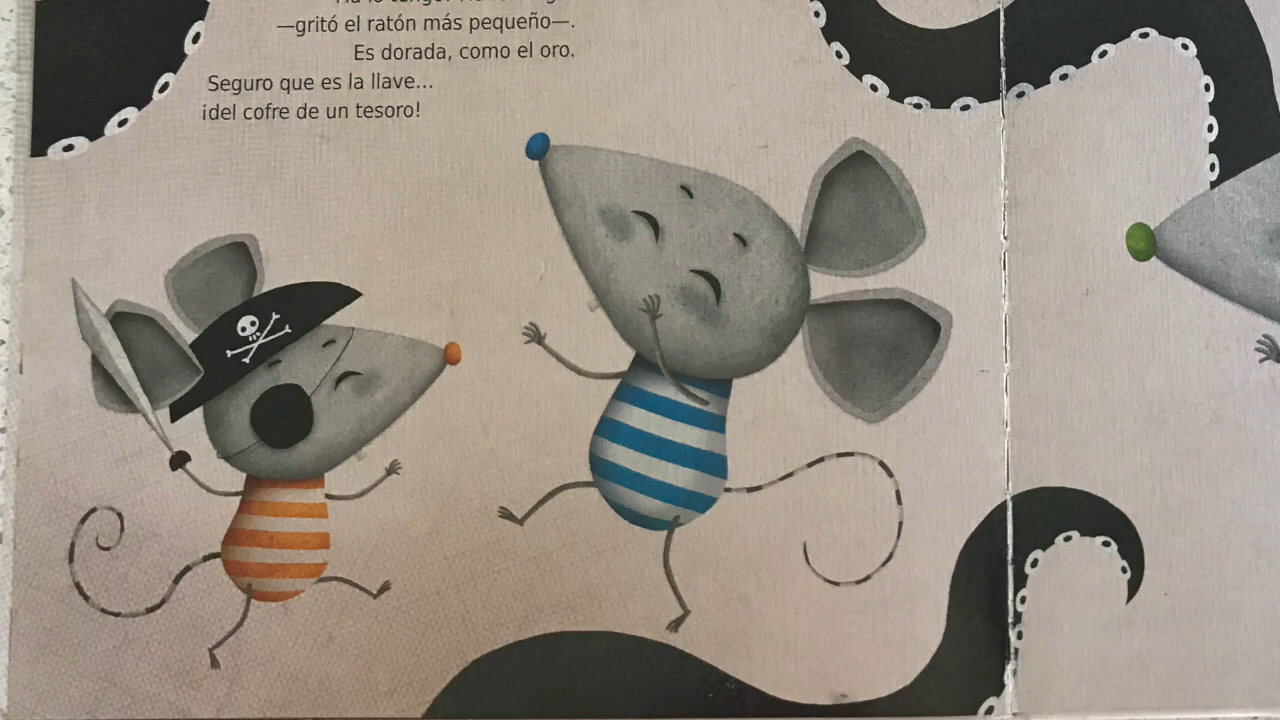 —gritó el ratón más pequeño—.
Es dorada, como el oro.
Seguro que es la llave...
¡del cofre de un tesoro!